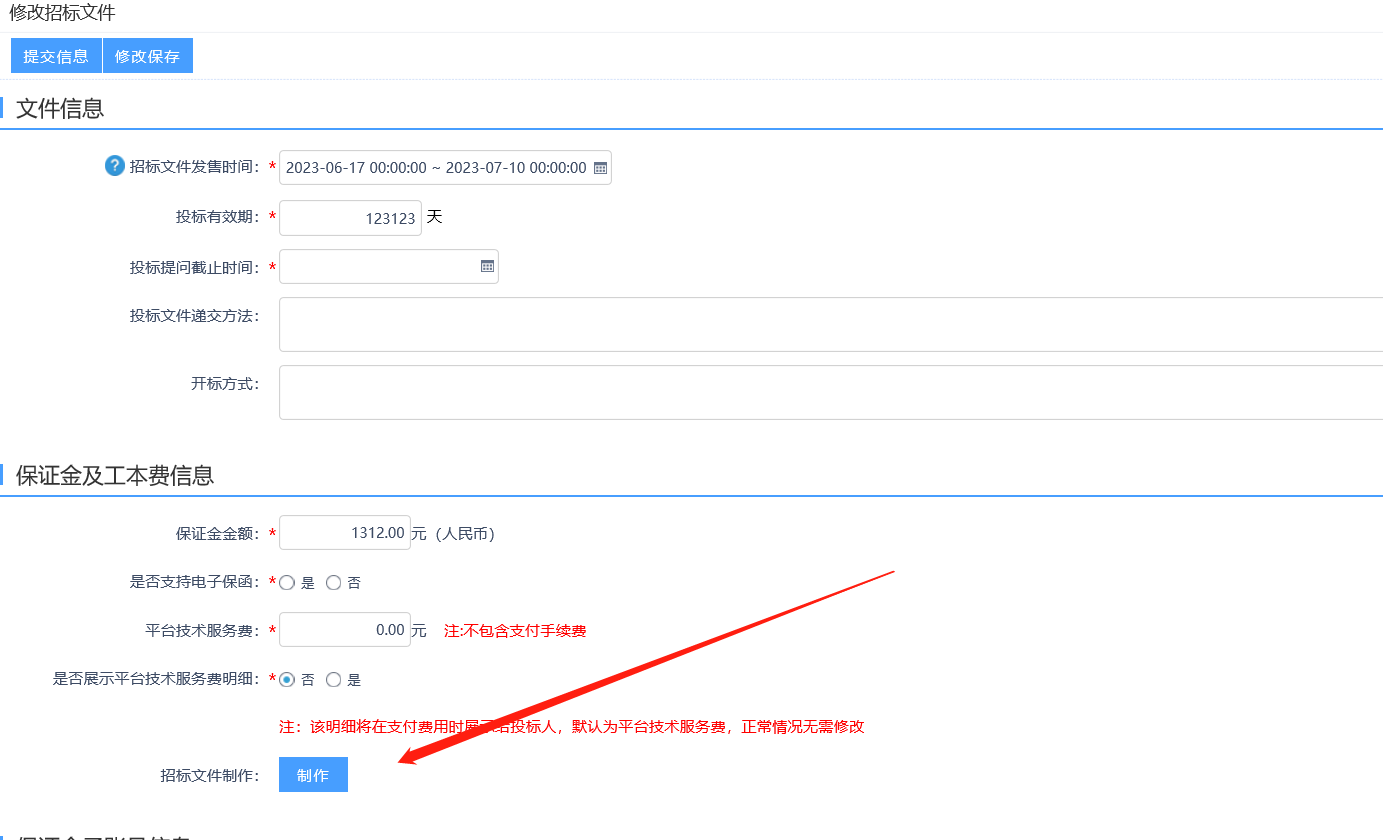 修改招标文件
提交信息 修改保存
文件信息
? 招标文件发售时间： * 2023-06-17 00:00:00 ~ 2023-07-10 00:00:00
投标有效期： * 123123 天
投标提问截止时间： *
投标文件递交方法：
开标方式：
保证金及工本费信息
保证金金额： * 1312.00 元（人民币）
是否支持电子保函： * 是 否
平台技术服务费： * 0.00 元 注:不包含支付手续费
是否展示平台技术服务费明细： * 否 是
注：该明细将在支付费用时展示给投标人，默认为平台技术服务费，正常情况无需修改
招标文件制作： 制作